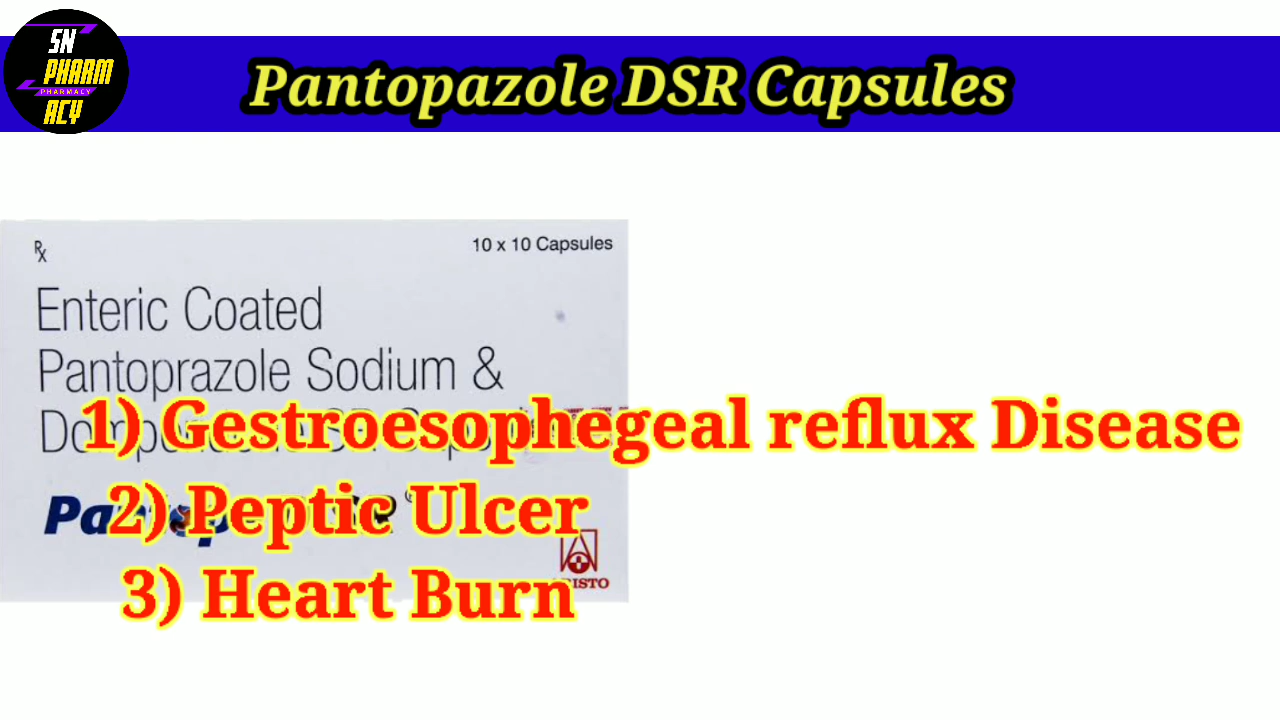 SN
PHARM
PHARMACY
ACY
Pantopazole DSR Capsules
Rx
10 x 10 Capsules
Enteric Coated
Pantoprazole Sodium &
1) Gestroesophegeal reflux Disease
2) Peptic Ulcer
3) Heart Burn